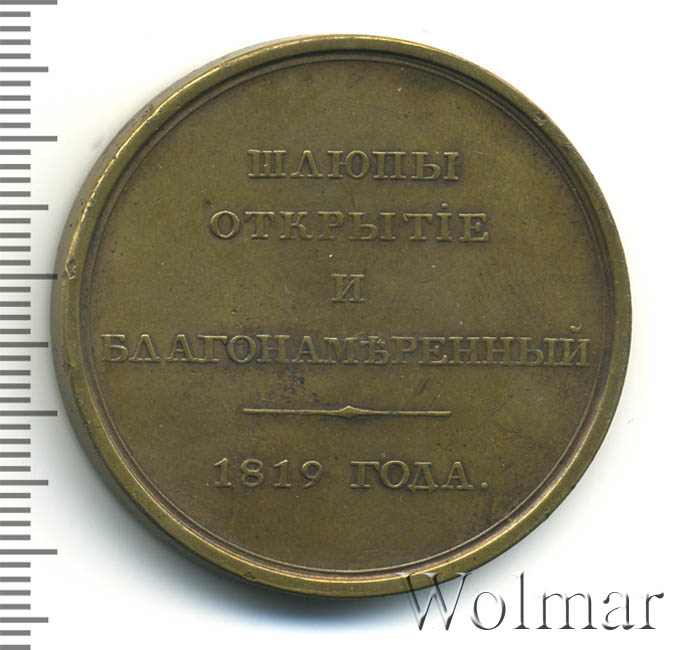 ШЛЮПЫ
ОТКРЫТІЕ
И
БЛАГОНАМѢРЕННЫЙ
1819 ГОДА.
Wolmar